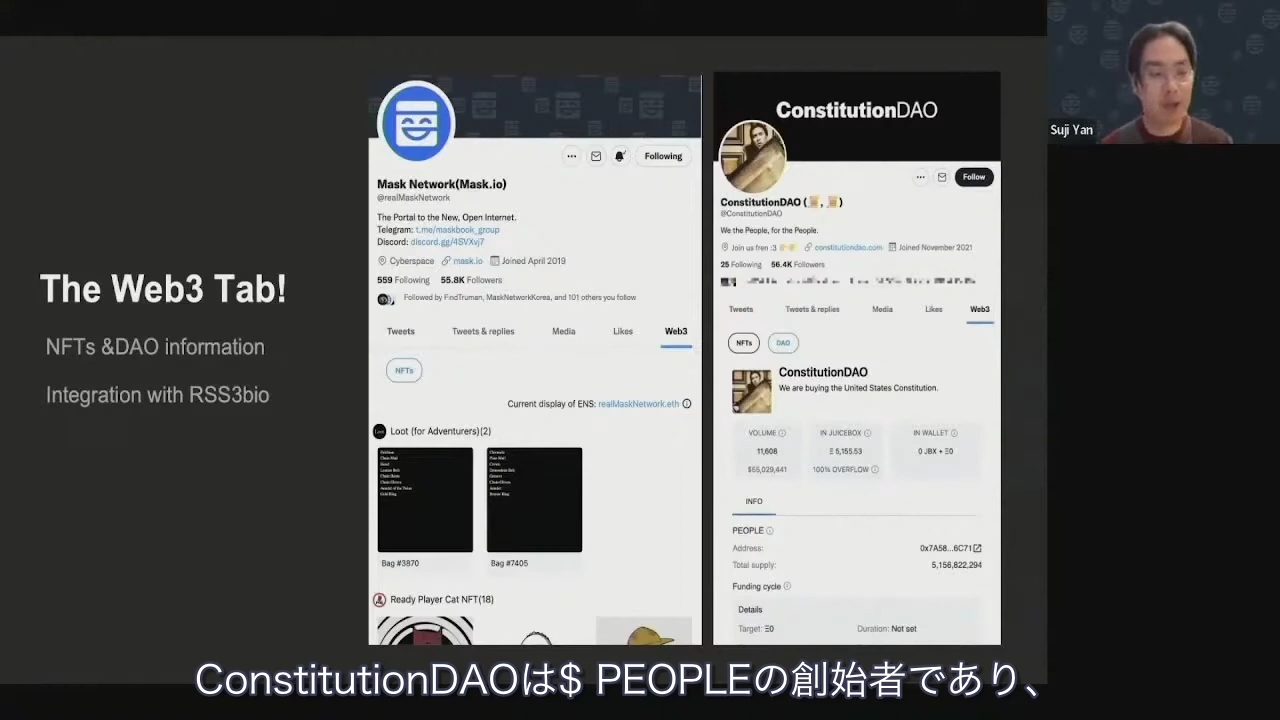 The Web3 Tab!
NFTs &DAO information
Integration with RSS3bio
Following
Mask Network(Mask.io)
@realMaskNetwork
The Portal to the New, Open Internet.
Telegram: t.me/maskbook_group
Discord: discord.gg/4SVXvj7
Cyberspace mask.io Joined April 2019
559 Following 55.8K Followers
Followed by FindTruman, MaskNetworkKorea, and 101 others you follow
Tweets Tweets & replies Media Likes Web3
NFTs
Current display of ENS: realMaskNetwork.eth
Loot (for Adventurers)(2)
Bag #3870 Bag #7405
Ready Player Cat NFT(18)
ConstitutionDAO
Follow
ConstitutionDAO (📜, 📜)
@ConstitutionDAO
We the People, for the People.
Join us fren :3 constitutiondao.com Joined November 2021
25 Following 56.4K Followers
Tweets Tweets & replies Media Likes Web3
NFTs DAO
ConstitutionDAO
We are buying the United States Constitution.
VOLUME IN JUICEBOX IN WALLET
11,608 Ξ 5,155.53 0 JBX + Ξ0
$55,029,441 100% OVERFLOW
INFO
PEOPLE
Address: 0x7A58...6C71
Total supply: 5,156,822,294
Funding cycle
Details
Target: Ξ0 Duration: Not set
Suji Yan
ConstitutionDAOは$ PEOPLEの創始者であり、